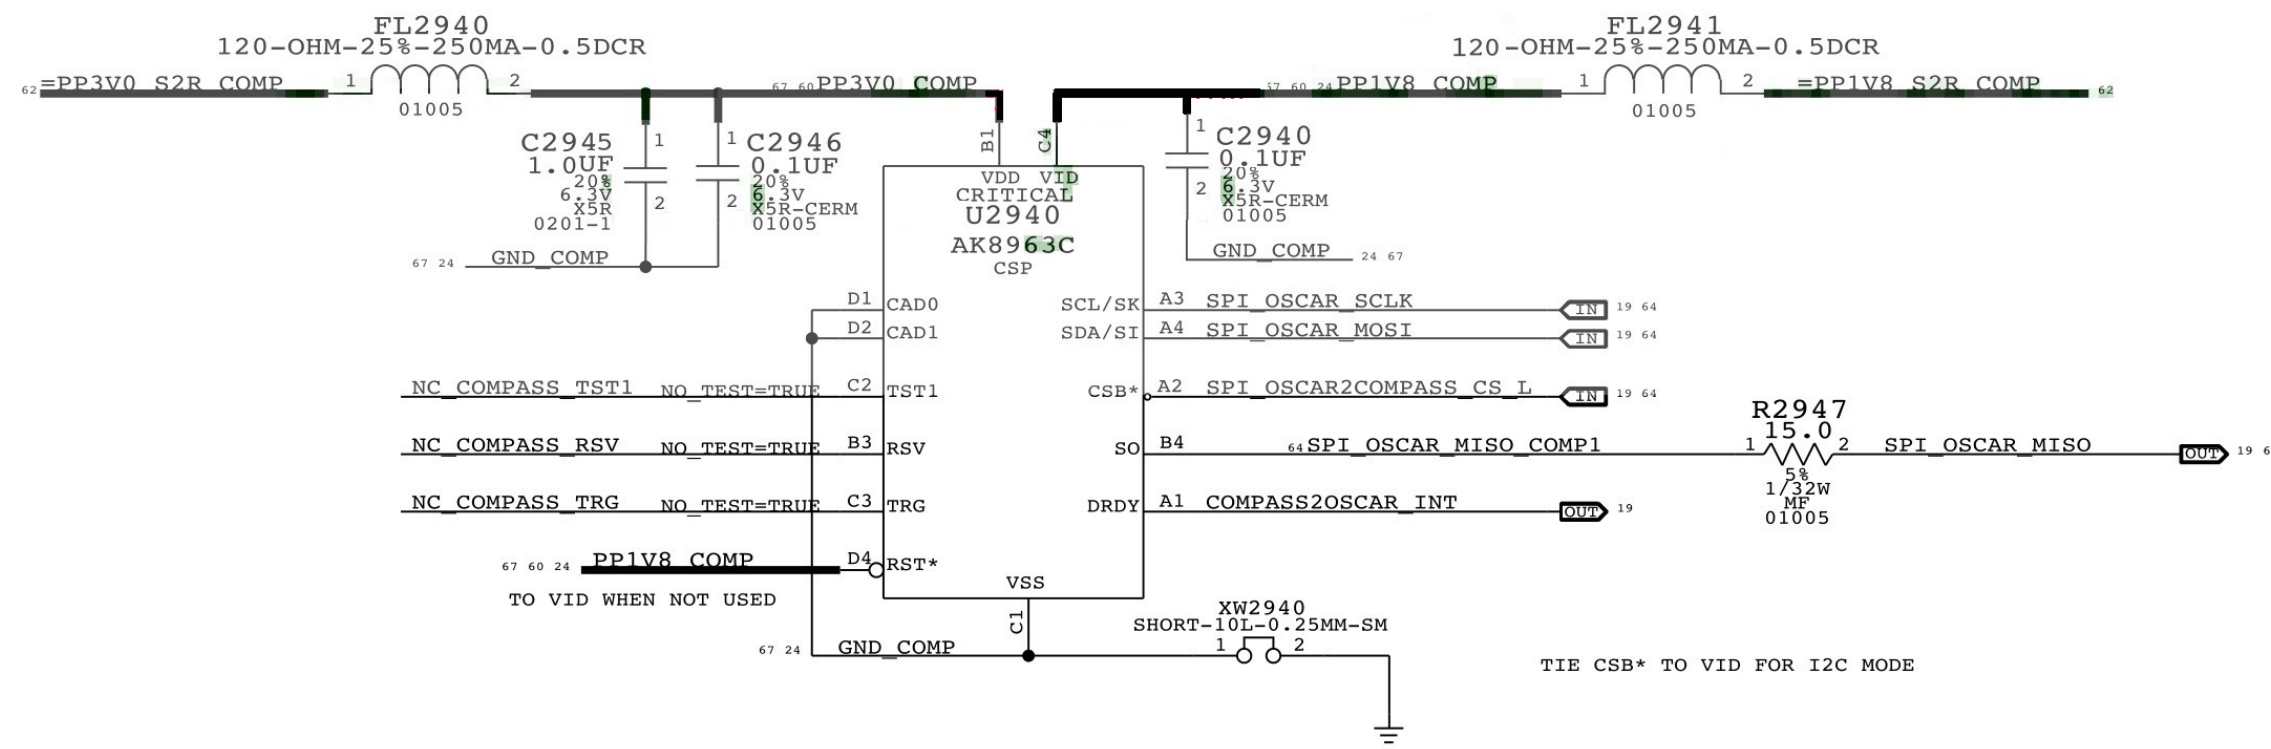 FL2940
120-OHM-25%-250MA-0.5DCR
62 =PP3V0_S2R_COMP 1 2 67 60 PP3V0_COMP
01005
FL2941
120-OHM-25%-250MA-0.5DCR
57 60 24 PP1V8_COMP 1 2 =PP1V8_S2R_COMP 62
01005
C2945
1.0UF
20%
6.3V
X5R
0201-1
1
2
C2946
0.1UF
20%
6.3V
X5R-CERM
01005
1
2
67 24 GND_COMP
B1
C4
C2940
0.1UF
20%
6.3V
X5R-CERM
01005
1
2
GND_COMP 24 67
VDD VID
CRITICAL
U2940
AK8963C
CSP
D1 CAD0
D2 CAD1
NC_COMPASS_TST1 NO_TEST=TRUE C2 TST1
NC_COMPASS_RSV NO_TEST=TRUE B3 RSV
NC_COMPASS_TRG NO_TEST=TRUE C3 TRG
67 60 24 PP1V8_COMP D4 RST*
TO VID WHEN NOT USED
SCL/SK A3 SPI_OSCAR_SCLK IN 19 64
SDA/SI A4 SPI_OSCAR_MOSI IN 19 64
CSB* A2 SPI_OSCAR2COMPASS_CS_L IN 19 64
SO B4 64 SPI_OSCAR_MISO_COMP1 1 2 SPI_OSCAR_MISO OUT 19 6
R2947
15.0
5%
1/32W
MF
01005
DRDY A1 COMPASS2OSCAR_INT OUT 19
VSS
C1
67 24 GND_COMP
XW2940
SHORT-10L-0.25MM-SM
1 2
TIE CSB* TO VID FOR I2C MODE